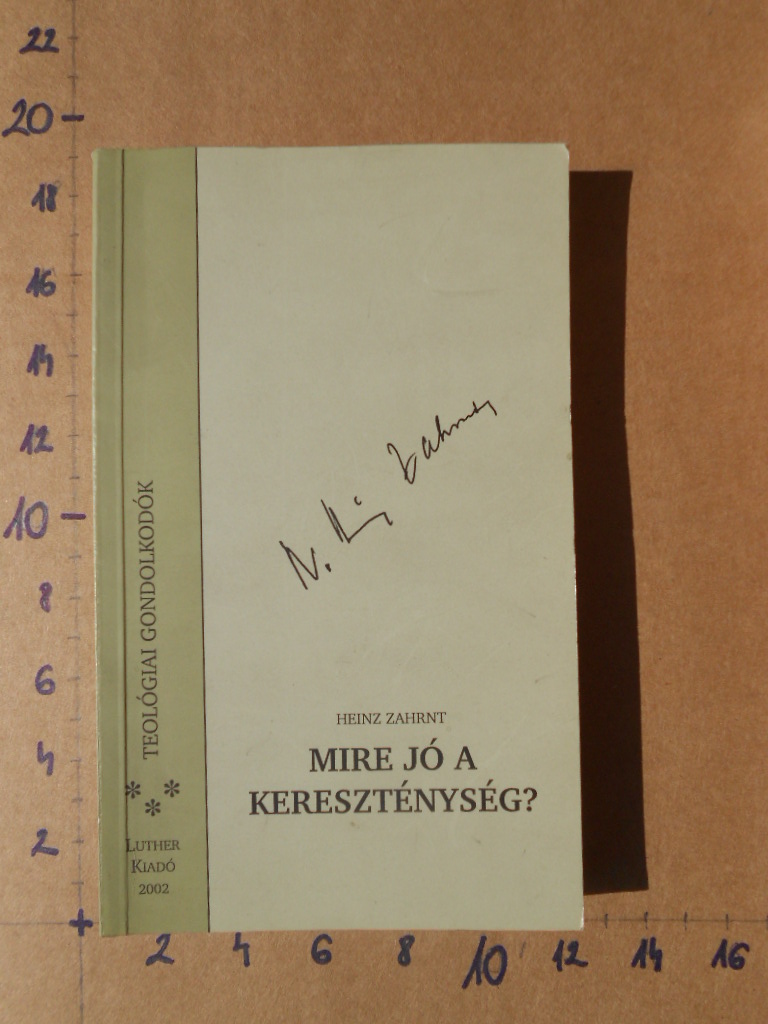 22
20
18
16
14
12
10
8
6
4
2
TEOLÓGIAI GONDOLKODÓK
***
LUTHER
KIADÓ
2002
Zahrnt
HEINZ ZAHRNT
MIRE JÓ A
KERESZTÉNYSÉG?
2 4 6 8 10 12 14 16